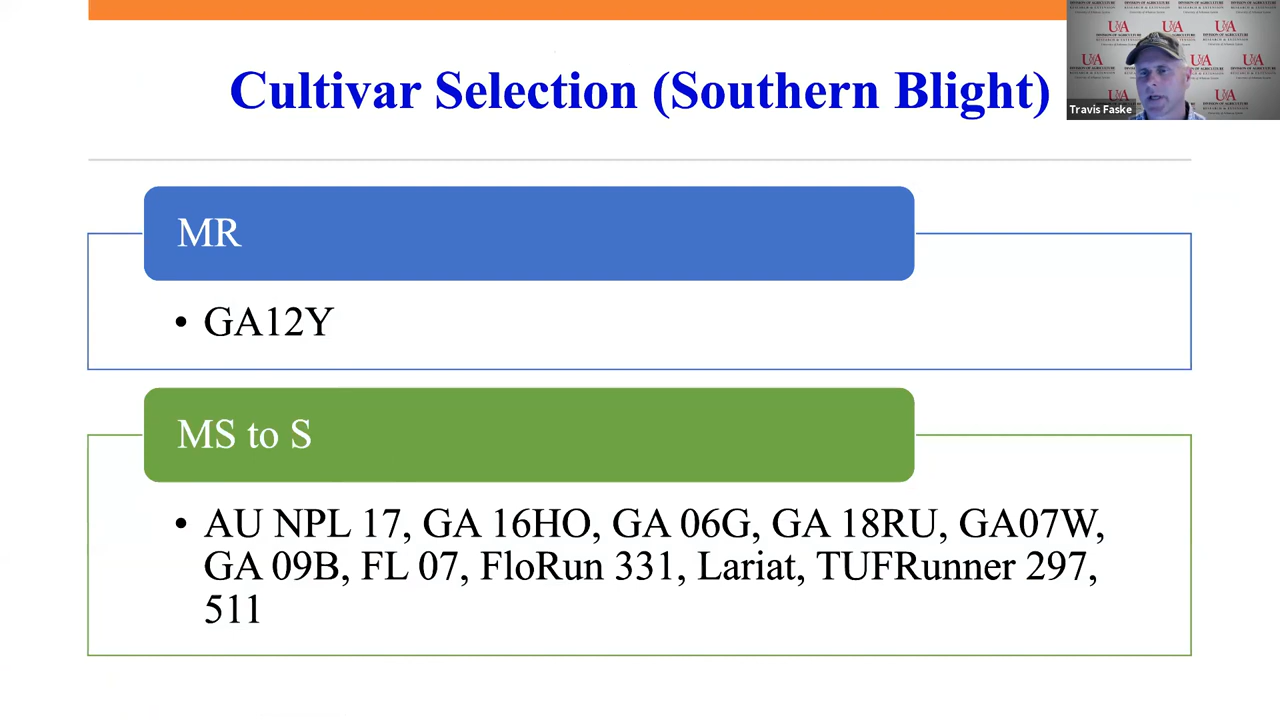 Cultivar Selection (Southern Blight)
Travis Faske
MR
• GA12Y
MS to S
• AU NPL 17, GA 16HO, GA 06G, GA 18RU, GA07W,
GA 09B, FL 07, FloRun 331, Lariat, TUFRunner 297,
511